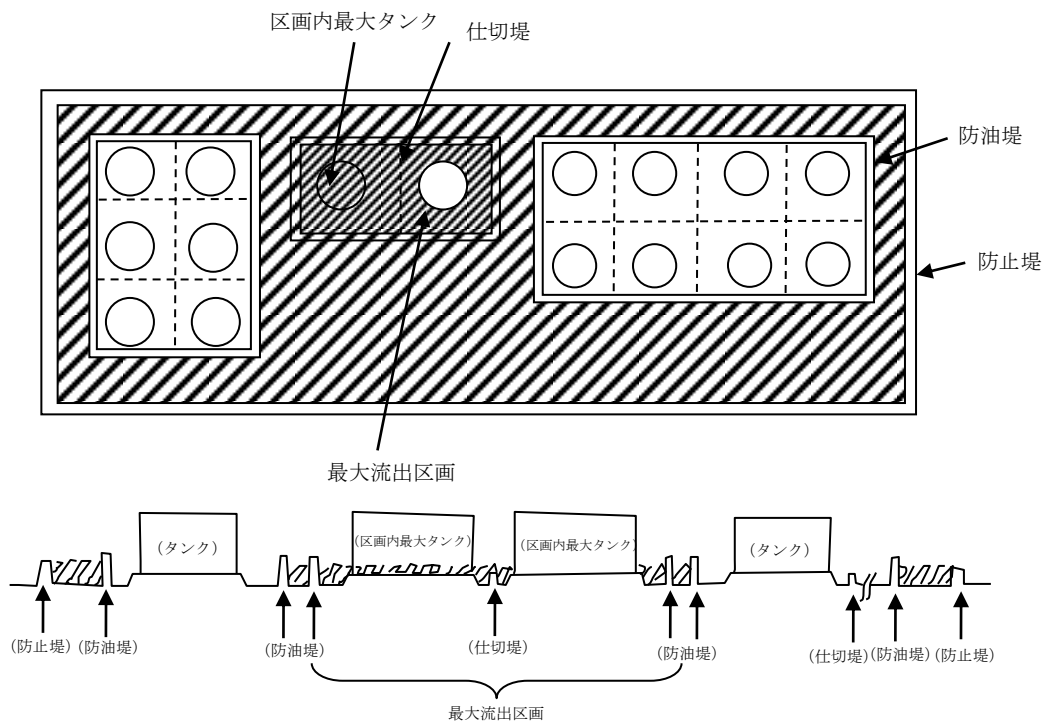 区画内最大タンク
仕切堤
防油堤
防止堤
最大流出区画
(タンク)
(区画内最大タンク)
(区画内最大タンク)
(タンク)
(防止堤)
(防油堤)
(防油堤)
(仕切堤)
(防油堤)
(仕切堤)
(防油堤)
(防止堤)
最大流出区画